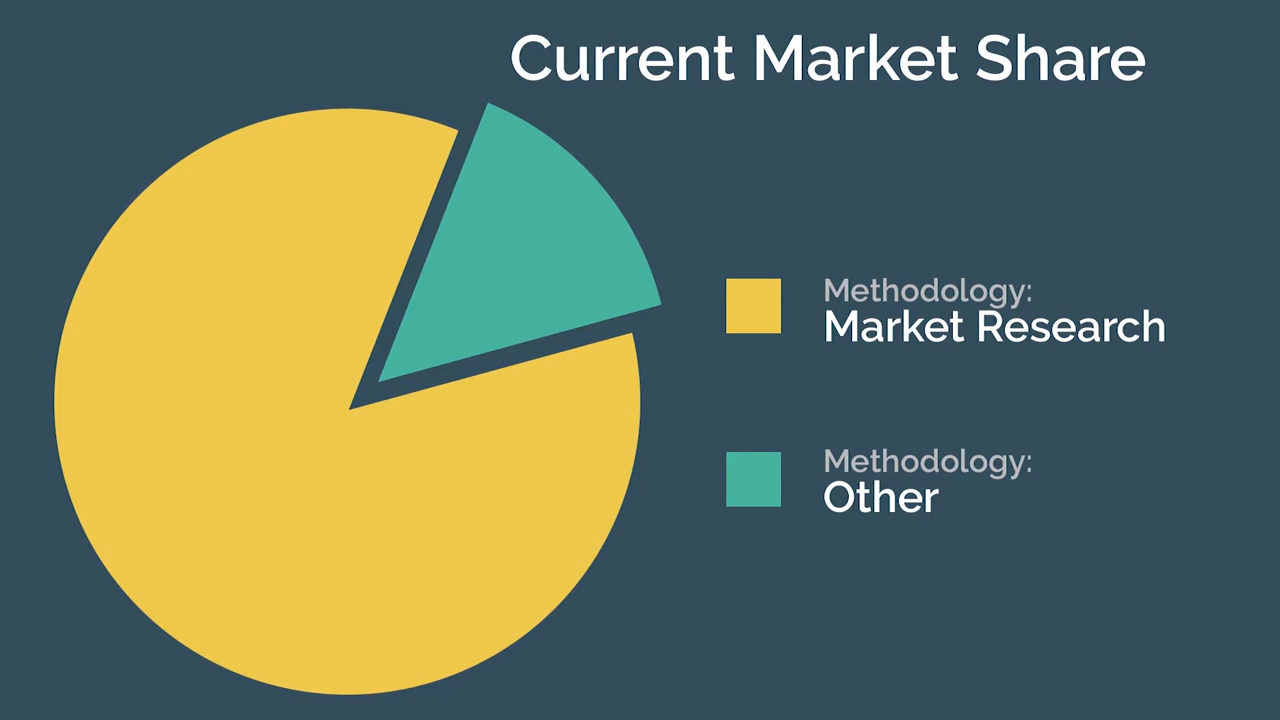 Current Market Share
Methodology:
Market Research
Methodology:
Other